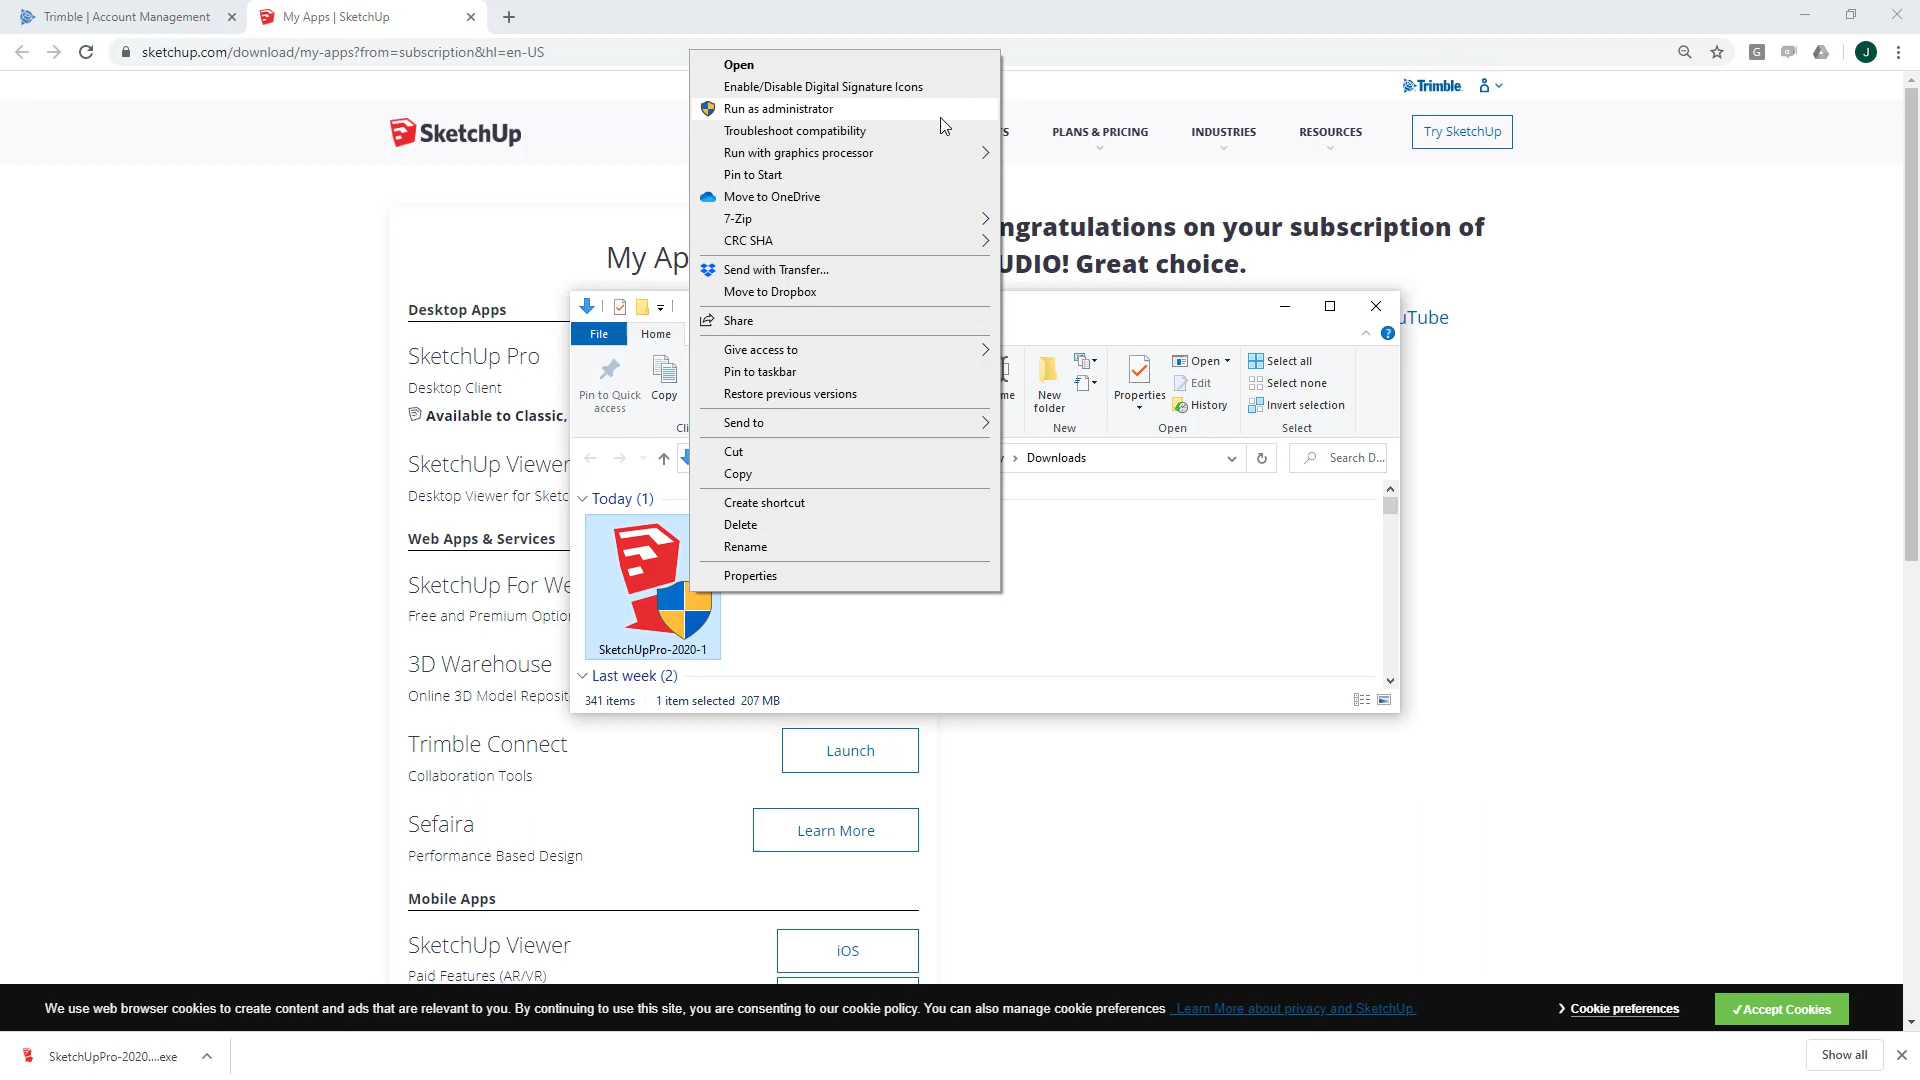 Trimble | Account Management
My Apps | SketchUp
sketchup.com/download/my-apps?from=subscription&hl=en-US
G
J
Trimble
SketchUp
PLANS & PRICING
INDUSTRIES
RESOURCES
Try SketchUp
Open
Enable/Disable Digital Signature Icons
Run as administrator
Troubleshoot compatibility
Run with graphics processor
Pin to Start
Move to OneDrive
7-Zip
CRC SHA
Send with Transfer...
Move to Dropbox
Share
Give access to
Pin to taskbar
Restore previous versions
Send to
Cut
Copy
Create shortcut
Delete
Rename
Properties
My Ap
ngratulations on your subscription of
UDIO! Great choice.
uTube
Desktop Apps
SketchUp Pro
Desktop Client
Available to Classic,
SketchUp Viewer
Desktop Viewer for Sketc
Web Apps & Services
SketchUp For We
Free and Premium Optio
3D Warehouse
Online 3D Model Reposit
Trimble Connect
Collaboration Tools
Launch
Sefaira
Performance Based Design
Learn More
Mobile Apps
SketchUp Viewer
Paid Features (AR/VR)
iOS
File
Home
Pin to Quick
access
Copy
Cli
me
New
folder
New
Properties
Open
Edit
History
Open
Select all
Select none
Invert selection
Select
Downloads
Search D...
Today (1)
SketchUpPro-2020-1
Last week (2)
341 items
1 item selected 207 MB
We use web browser cookies to create content and ads that are relevant to you. By continuing to use this site, you are consenting to our cookie policy. You can also manage cookie preferences Learn More about privacy and SketchUp.
Cookie preferences
✓Accept Cookies
SketchUpPro-2020....exe
Show all